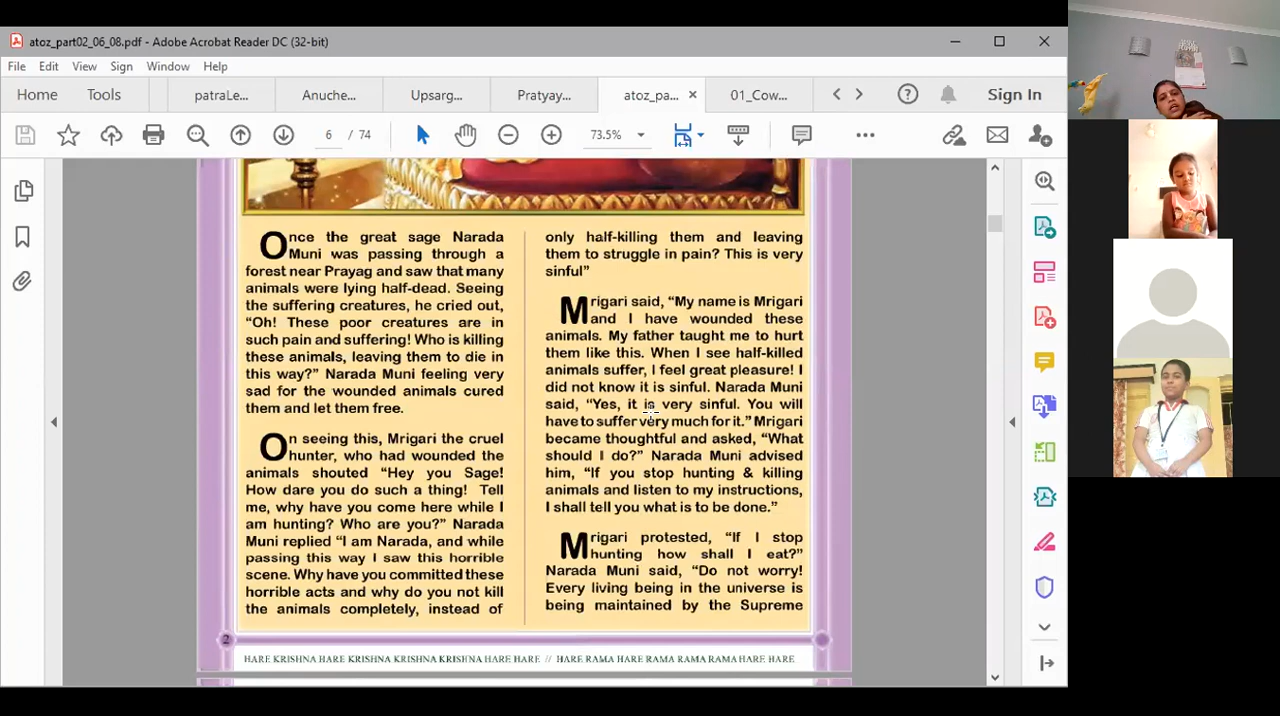 atoz_part02_06_08.pdf - Adobe Acrobat Reader DC (32-bit)
File Edit View Sign Window Help
Home Tools patraLe... Anuche... Upsarg... Pratyay... atoz_pa... 01_Cow... Sign In
6 / 74 73.5%
Once the great sage Narada
Muni was passing through a
forest near Prayag and saw that many
animals were lying half-dead. Seeing
the suffering creatures, he cried out,
“Oh! These poor creatures are in
such pain and suffering! Who is killing
these animals, leaving them to die in
this way?” Narada Muni feeling very
sad for the wounded animals cured
them and let them free.
On seeing this, Mrigari the cruel
hunter, who had wounded the
animals shouted “Hey you Sage!
How dare you do such a thing! Tell
me, why have you come here while I
am hunting? Who are you?” Narada
Muni replied “I am Narada, and while
passing this way I saw this horrible
scene. Why have you committed these
horrible acts and why do you not kill
the animals completely, instead of
only half-killing them and leaving
them to struggle in pain? This is very
sinful”
Mrigari said, “My name is Mrigari
and I have wounded these
animals. My father taught me to hurt
them like this. When I see half-killed
animals suffer, I feel great pleasure! I
did not know it is sinful. Narada Muni
said, “Yes, it is very sinful. You will
have to suffer very much for it.” Mrigari
became thoughtful and asked, “What
should I do?” Narada Muni advised
him, “If you stop hunting & killing
animals and listen to my instructions,
I shall tell you what is to be done.”
Mrigari protested, “If I stop
hunting how shall I eat?”
Narada Muni said, “Do not worry!
Every living being in the universe is
being maintained by the Supreme
2
HARE KRISHNA HARE KRISHNA KRISHNA KRISHNA HARE HARE // HARE RAMA HARE RAMA RAMA RAMA HARE HARE